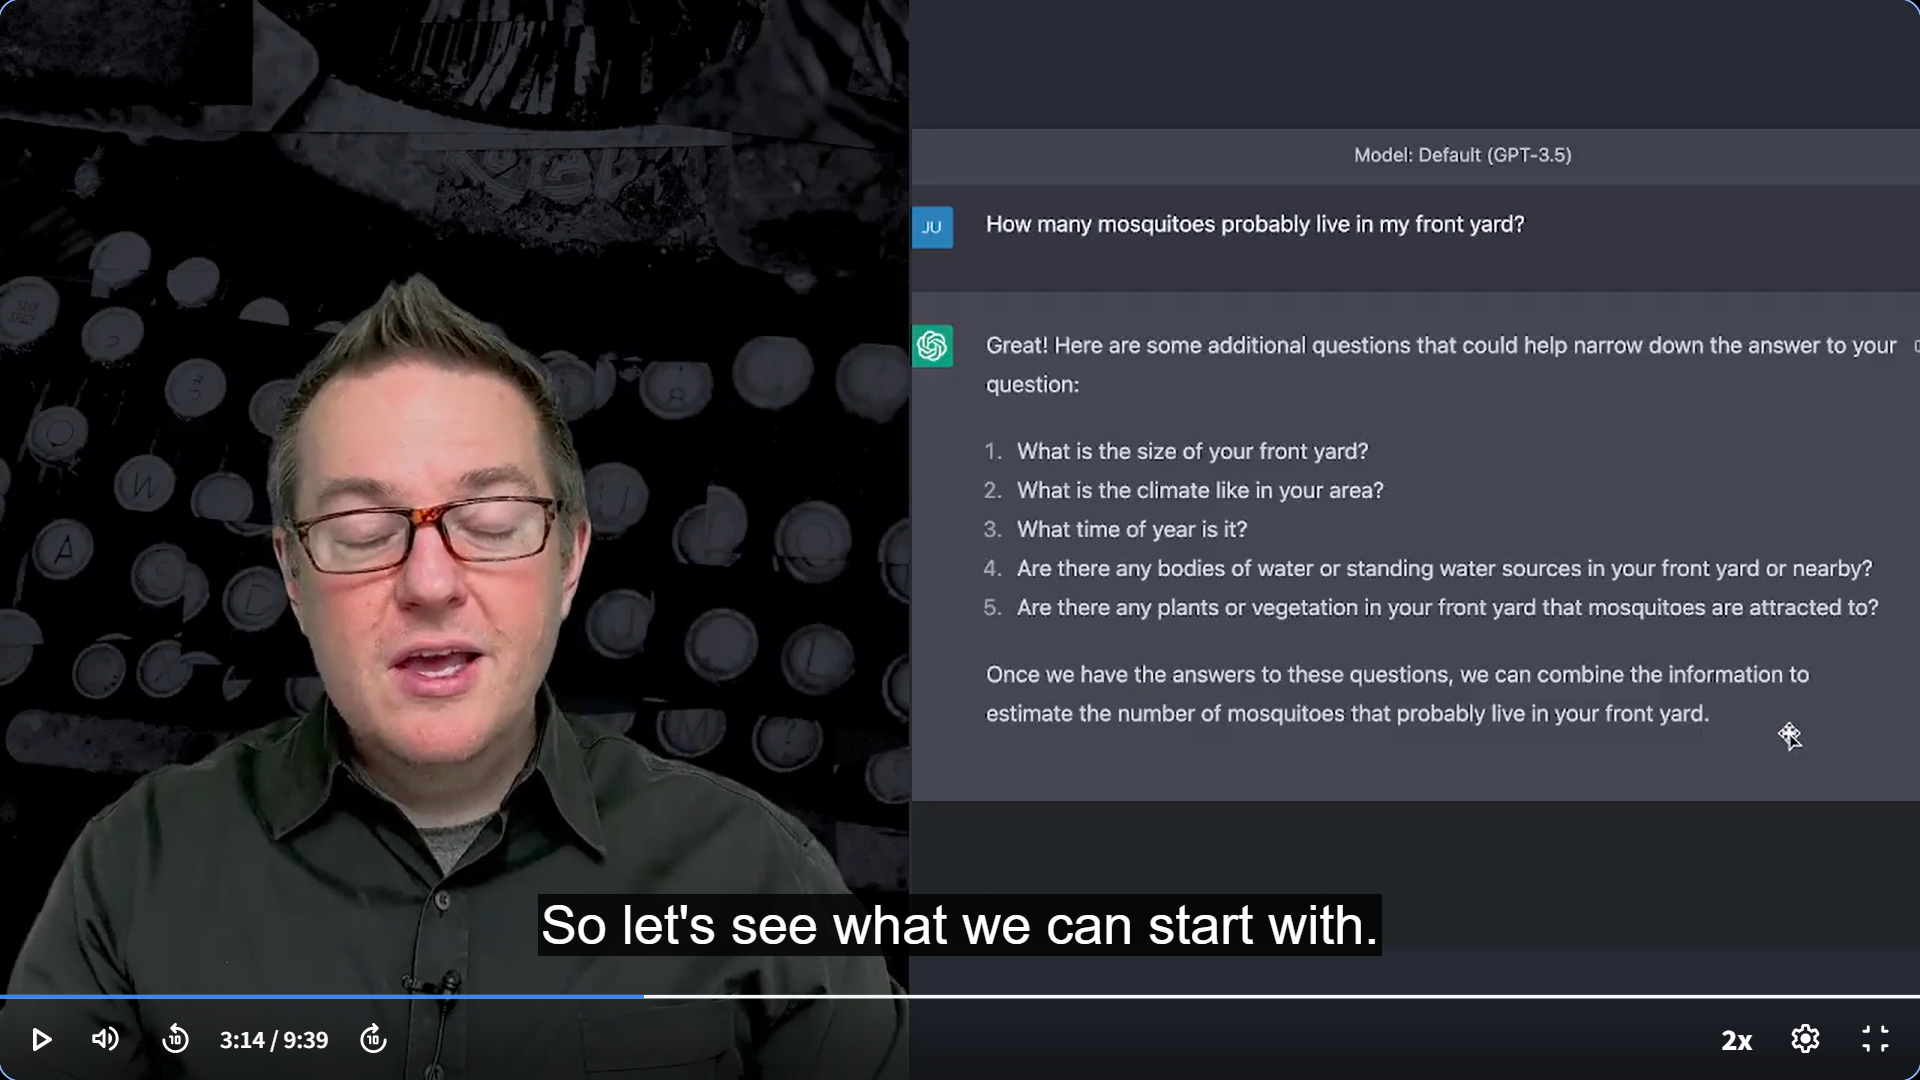 Model: Default (GPT-3.5)
JU
How many mosquitoes probably live in my front yard?
Great! Here are some additional questions that could help narrow down the answer to your
question:
1. What is the size of your front yard?
2. What is the climate like in your area?
3. What time of year is it?
4. Are there any bodies of water or standing water sources in your front yard or nearby?
5. Are there any plants or vegetation in your front yard that mosquitoes are attracted to?
Once we have the answers to these questions, we can combine the information to
estimate the number of mosquitoes that probably live in your front yard.
W
A
S
D
So let's see what we can start with.
10
3:14 / 9:39
10
2x